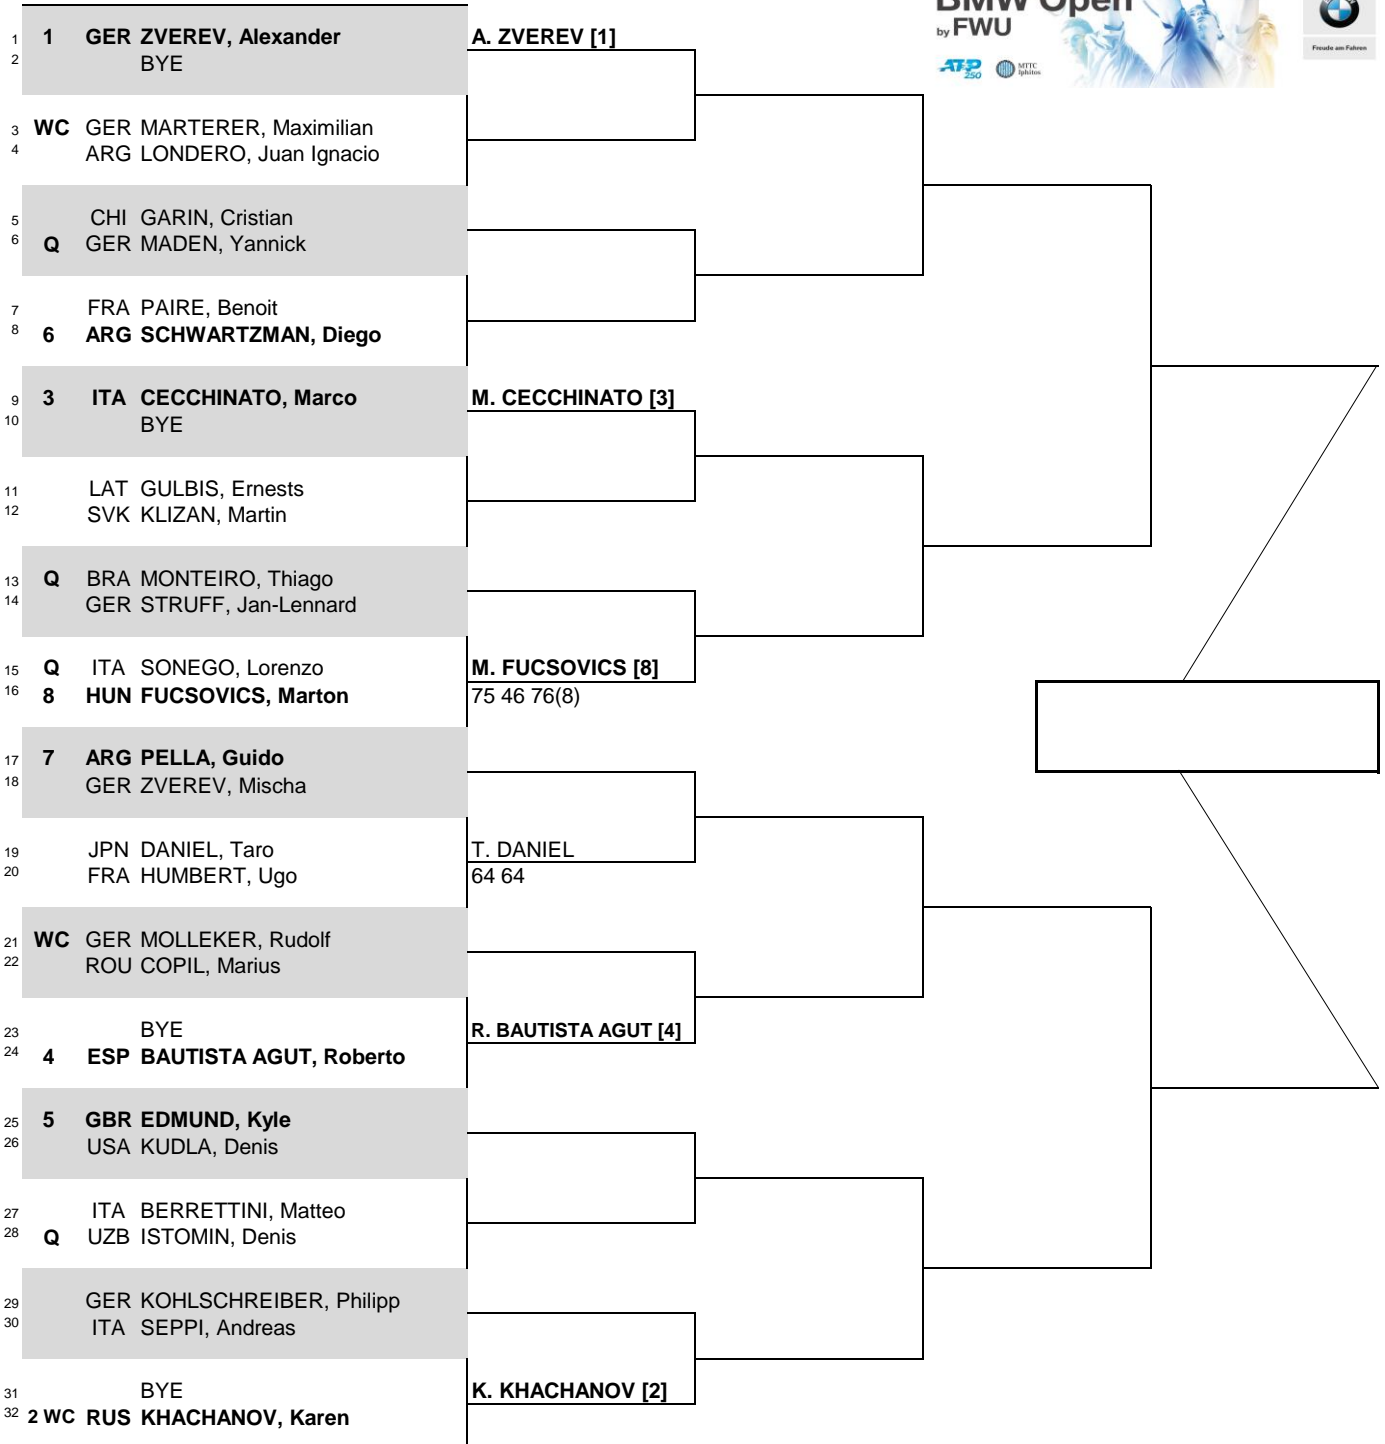 BMW Open
by FWU
ATP 250
MTTC Iphitos
Freude am Fahren
1 1 GER ZVEREV, Alexander A. ZVEREV [1]
2 BYE
3 WC GER MARTERER, Maximilian
4 ARG LONDERO, Juan Ignacio
5 CHI GARIN, Cristian
6 Q GER MADEN, Yannick
7 FRA PAIRE, Benoit
8 6 ARG SCHWARTZMAN, Diego
9 3 ITA CECCHINATO, Marco M. CECCHINATO [3]
10 BYE
11 LAT GULBIS, Ernests
12 SVK KLIZAN, Martin
13 Q BRA MONTEIRO, Thiago
14 GER STRUFF, Jan-Lennard
15 Q ITA SONEGO, Lorenzo M. FUCSOVICS [8]
16 8 HUN FUCSOVICS, Marton 75 46 76(8)
17 7 ARG PELLA, Guido
18 GER ZVEREV, Mischa
19 JPN DANIEL, Taro T. DANIEL
20 FRA HUMBERT, Ugo 64 64
21 WC GER MOLLEKER, Rudolf
22 ROU COPIL, Marius
23 BYE R. BAUTISTA AGUT [4]
24 4 ESP BAUTISTA AGUT, Roberto
25 5 GBR EDMUND, Kyle
26 USA KUDLA, Denis
27 ITA BERRETTINI, Matteo
28 Q UZB ISTOMIN, Denis
29 GER KOHLSCHREIBER, Philipp
30 ITA SEPPI, Andreas
31 BYE K. KHACHANOV [2]
32 2 WC RUS KHACHANOV, Karen